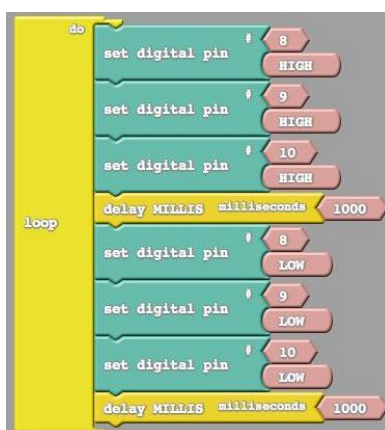 do
set digital pin # 8
HIGH
set digital pin # 9
HIGH
set digital pin # 10
HIGH
loop
delay MILLIS milliseconds 1000
set digital pin # 8
LOW
set digital pin # 9
LOW
set digital pin # 10
LOW
delay MILLIS milliseconds 1000